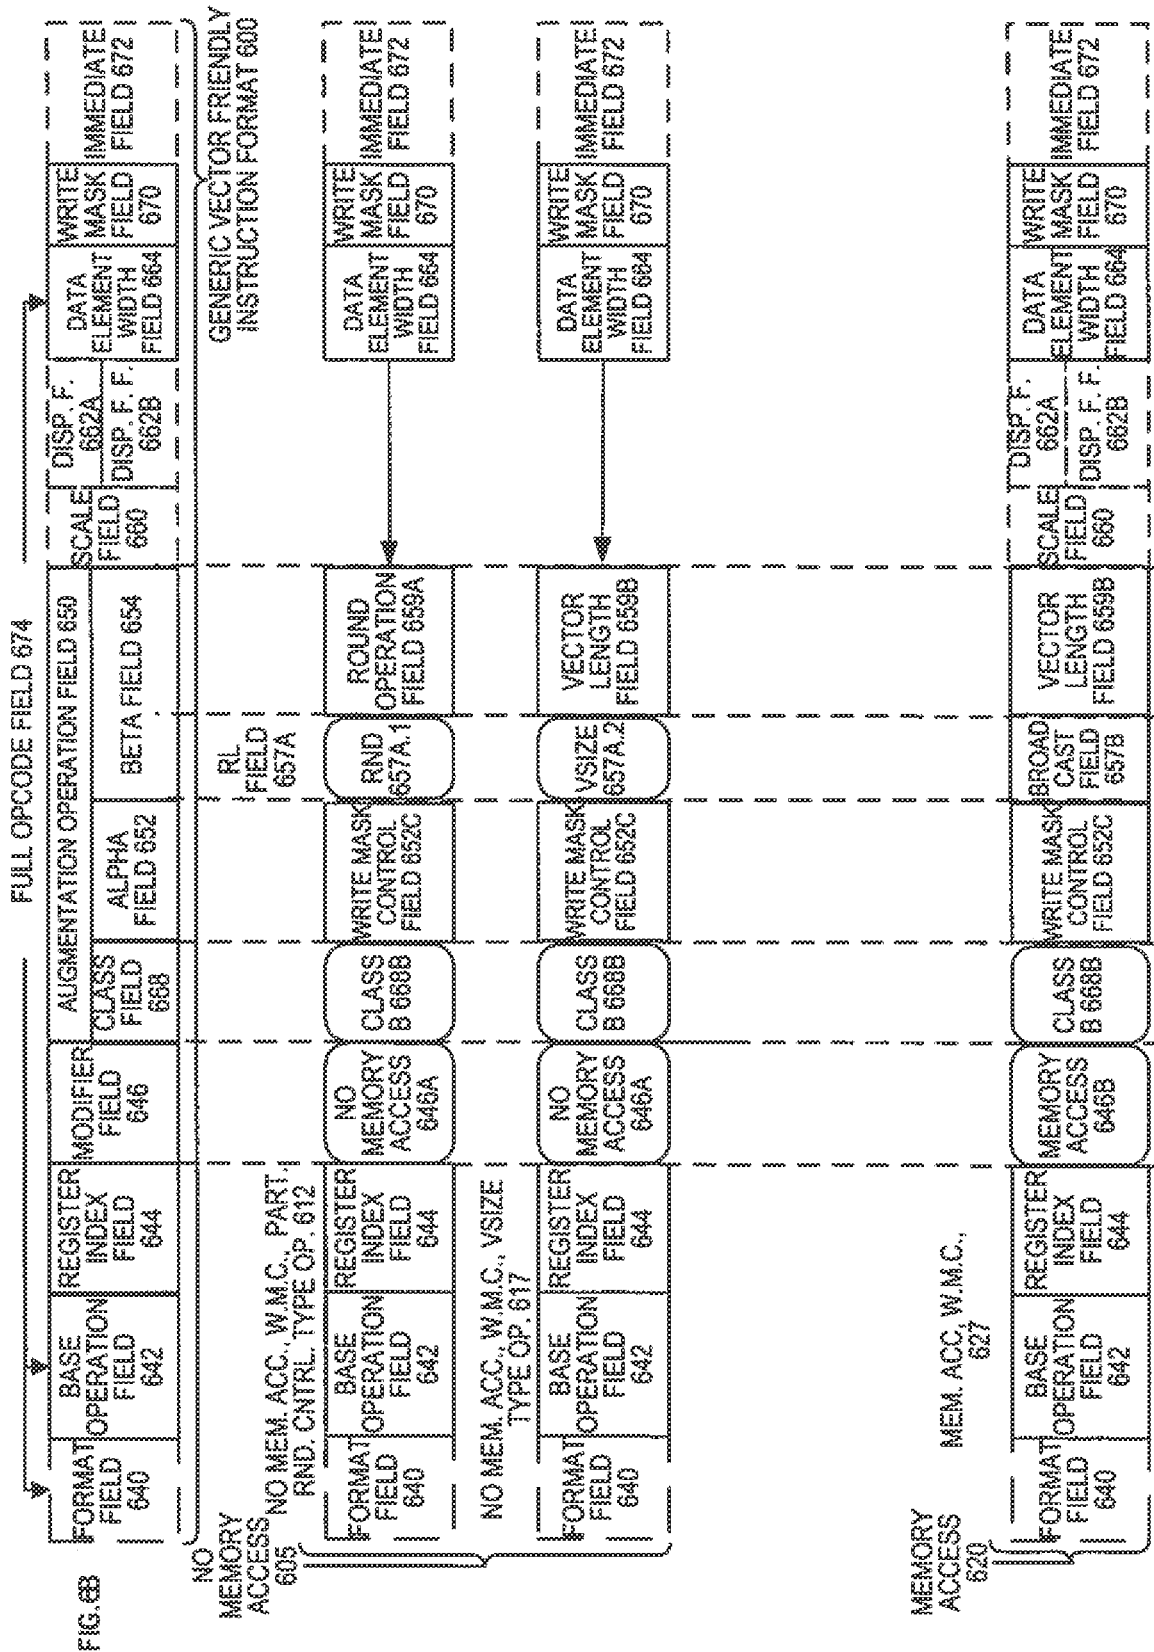 FIG. 6B
FULL OPCODE FIELD 674
FORMAT
FIELD
640
BASE
OPERATION
FIELD
642
REGISTER
INDEX
FIELD
644
MODIFIER
FIELD
646
AUGMENTATION OPERATION FIELD 650
CLASS
FIELD
668
ALPHA
FIELD 652
BETA FIELD 654
SCALE
FIELD
660
DISP. F.
662A
DISP. F. F.
662B
DATA
ELEMENT
WIDTH
FIELD 664
WRITE
MASK
FIELD
670
IMMEDIATE
FIELD 672
GENERIC VECTOR FRIENDLY
INSTRUCTION FORMAT 600
NO
MEMORY
ACCESS
605
RL
FIELD
657A
NO MEM. ACC., W.M.C., PART.
RND. CNTRL. TYPE OP. 612
FORMAT
FIELD
640
BASE
OPERATION
FIELD
642
REGISTER
INDEX
FIELD
644
NO
MEMORY
ACCESS
646A
CLASS
B 668B
WRITE MASK
CONTROL
FIELD 652C
RND
657A.1
ROUND
OPERATION
FIELD 659A
DATA
ELEMENT
WIDTH
FIELD 664
WRITE
MASK
FIELD
670
IMMEDIATE
FIELD 672
NO MEM. ACC., W.M.C., VSIZE
TYPE OP. 617
FORMAT
FIELD
640
BASE
OPERATION
FIELD
642
REGISTER
INDEX
FIELD
644
NO
MEMORY
ACCESS
646A
CLASS
B 668B
WRITE MASK
CONTROL
FIELD 652C
VSIZE
657A.2
VECTOR
LENGTH
FIELD 659B
DATA
ELEMENT
WIDTH
FIELD 664
WRITE
MASK
FIELD
670
IMMEDIATE
FIELD 672
MEMORY
ACCESS
620
MEM. ACC, W.M.C.,
627
FORMAT
FIELD
640
BASE
OPERATION
FIELD
642
REGISTER
INDEX
FIELD
644
MEMORY
ACCESS
646B
CLASS
B 668B
WRITE MASK
CONTROL
FIELD 652C
BROAD
CAST
FIELD
657B
VECTOR
LENGTH
FIELD 659B
SCALE
FIELD
660
DISP. F.
662A
DISP. F. F.
662B
DATA
ELEMENT
WIDTH
FIELD 664
WRITE
MASK
FIELD
670
IMMEDIATE
FIELD 672